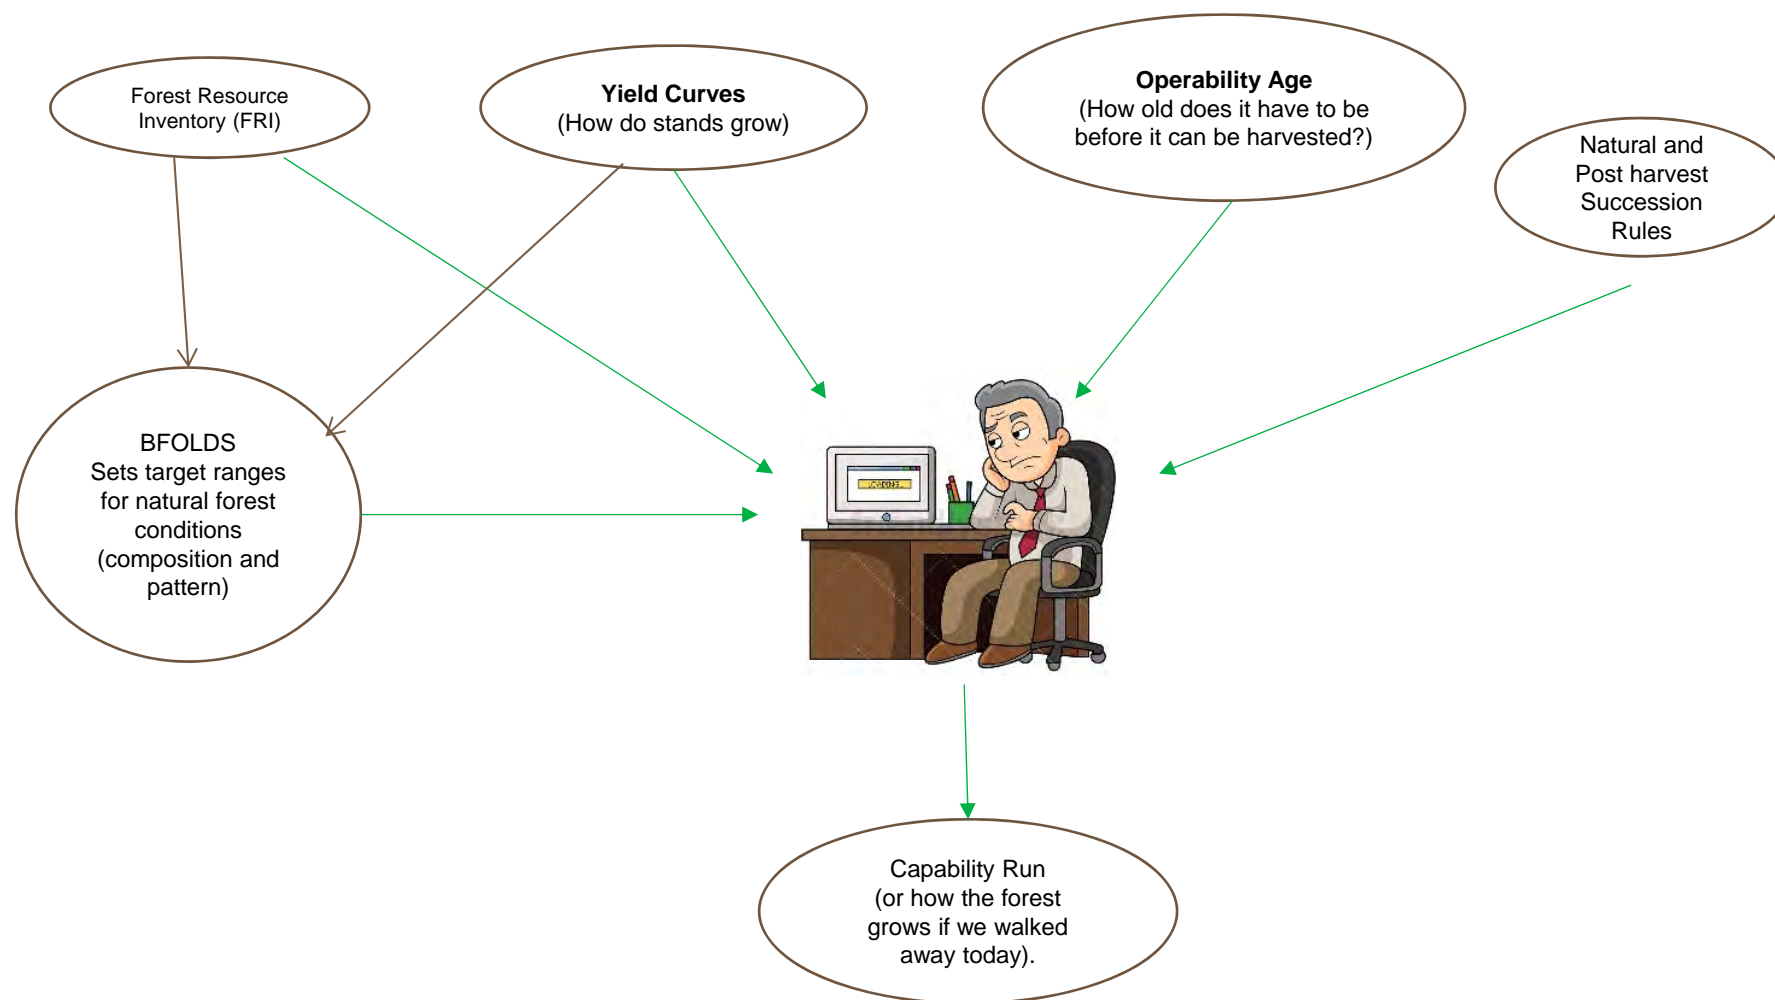 Forest Resource
Inventory (FRI)
Yield Curves
(How do stands grow)
Operability Age
(How old does it have to be
before it can be harvested?)
Natural and
Post harvest
Succession
Rules
BFOLDS
Sets target ranges
for natural forest
conditions
(composition and
pattern)
LOADING...
Capability Run
(or how the forest
grows if we walked
away today).